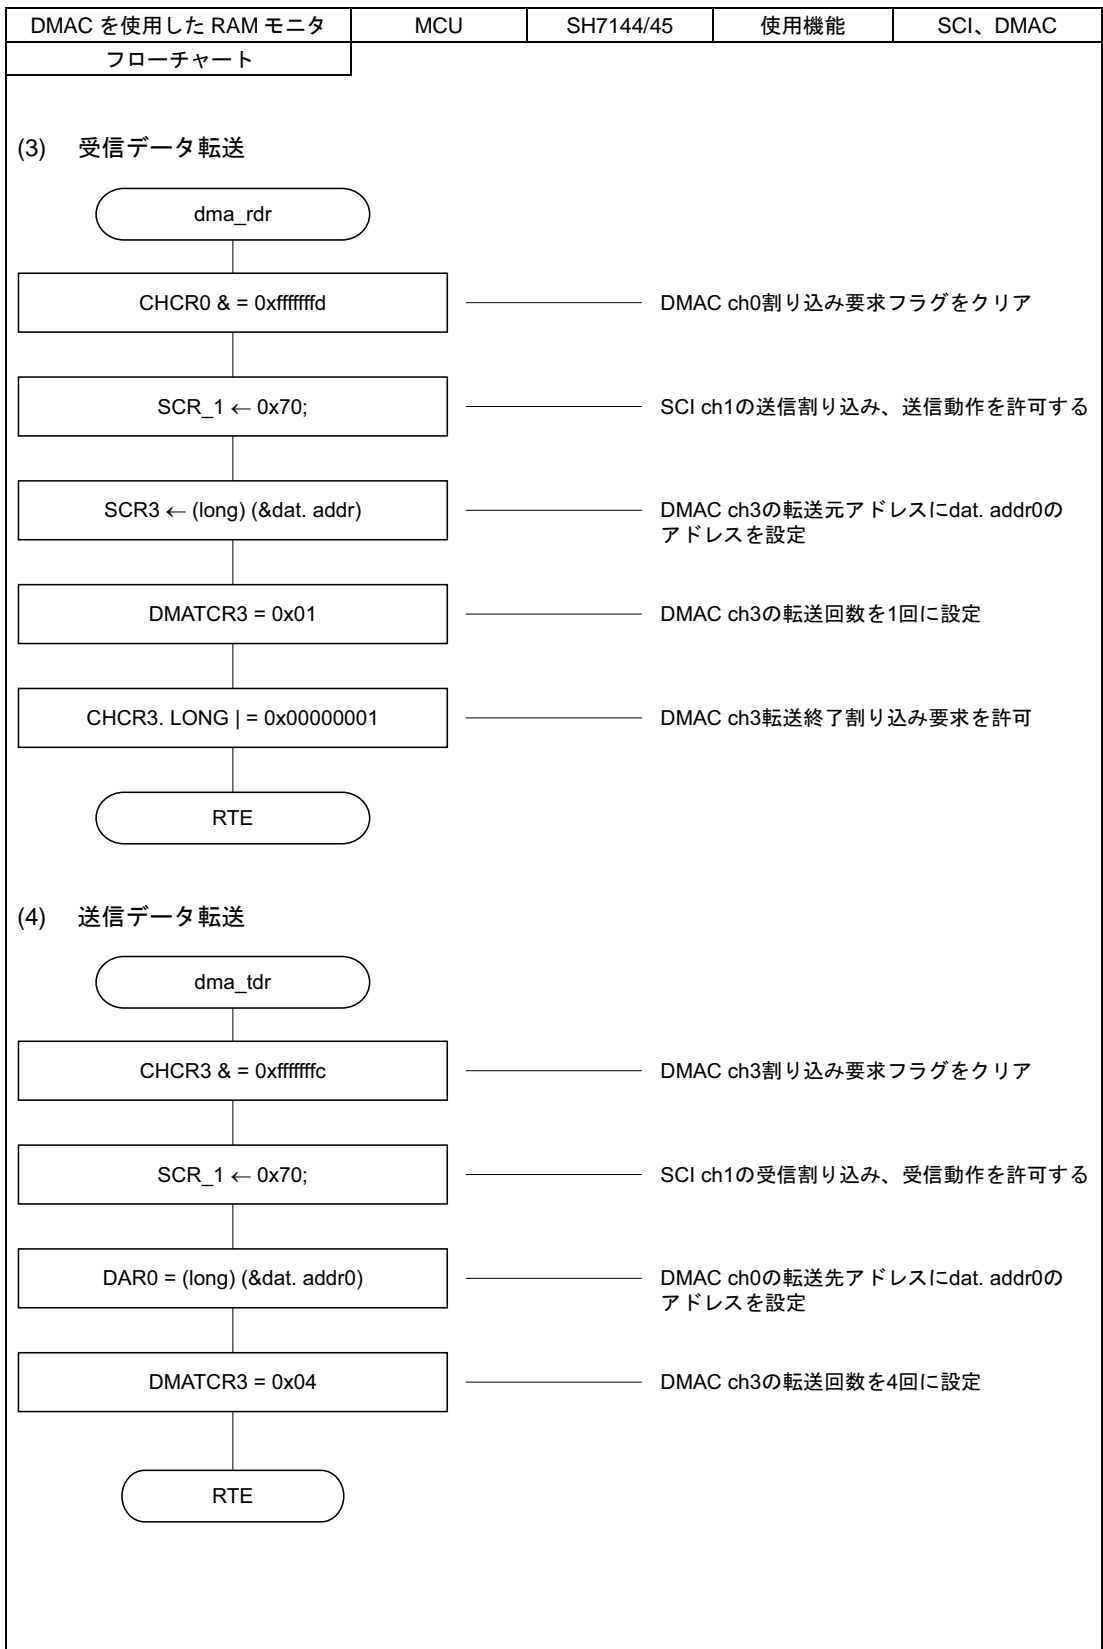 DMAC を使用した RAM モニタ MCU SH7144/45 使用機能 SCI、DMAC
フローチャート
(3) 受信データ転送
dma_rdr
CHCR0 & = 0xfffffffd DMAC ch0割り込み要求フラグをクリア
SCR_1 ← 0x70; SCI ch1の送信割り込み、送信動作を許可する
SCR3 ← (long) (&dat. addr) DMAC ch3の転送元アドレスにdat. addr0の
アドレスを設定
DMATCR3 = 0x01 DMAC ch3の転送回数を1回に設定
CHCR3. LONG | = 0x00000001 DMAC ch3転送終了割り込み要求を許可
RTE
(4) 送信データ転送
dma_tdr
CHCR3 & = 0xfffffffc DMAC ch3割り込み要求フラグをクリア
SCR_1 ← 0x70; SCI ch1の受信割り込み、受信動作を許可する
DAR0 = (long) (&dat. addr0) DMAC ch0の転送先アドレスにdat. addr0の
アドレスを設定
DMATCR3 = 0x04 DMAC ch3の転送回数を4回に設定
RTE